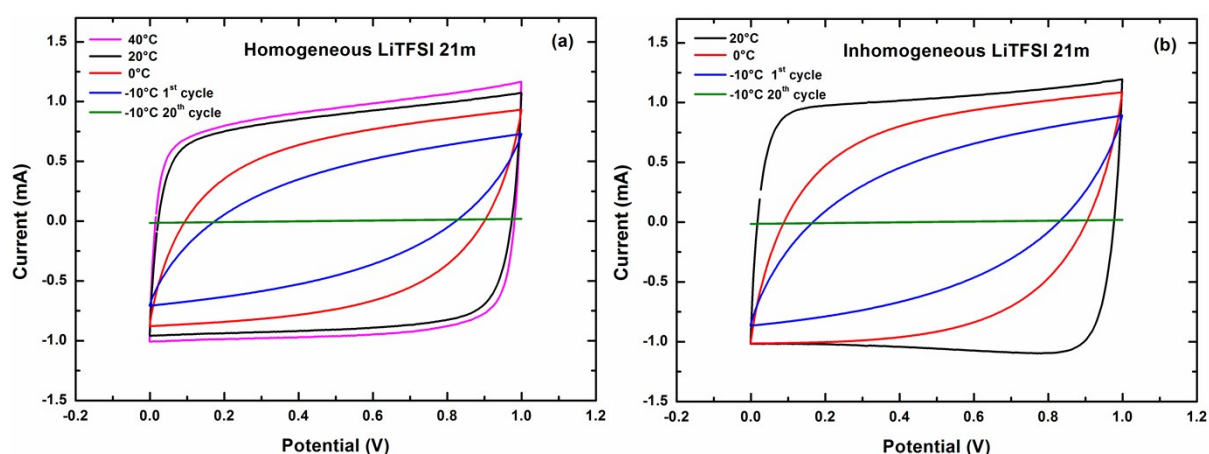 Homogeneous LiTFSI 21m
(a)
40°C
20°C
0°C
-10°C 1st cycle
-10°C 20th cycle
Current (mA)
1.5
1.0
0.5
0.0
-0.5
-1.0
-1.5
-0.2 0.0 0.2 0.4 0.6 0.8 1.0 1.2
Potential (V)
Inhomogeneous LiTFSI 21m
(b)
20°C
0°C
-10°C 1st cycle
-10°C 20th cycle
Current (mA)
1.5
1.0
0.5
0.0
-0.5
-1.0
-1.5
-0.2 0.0 0.2 0.4 0.6 0.8 1.0 1.2
Potential (V)